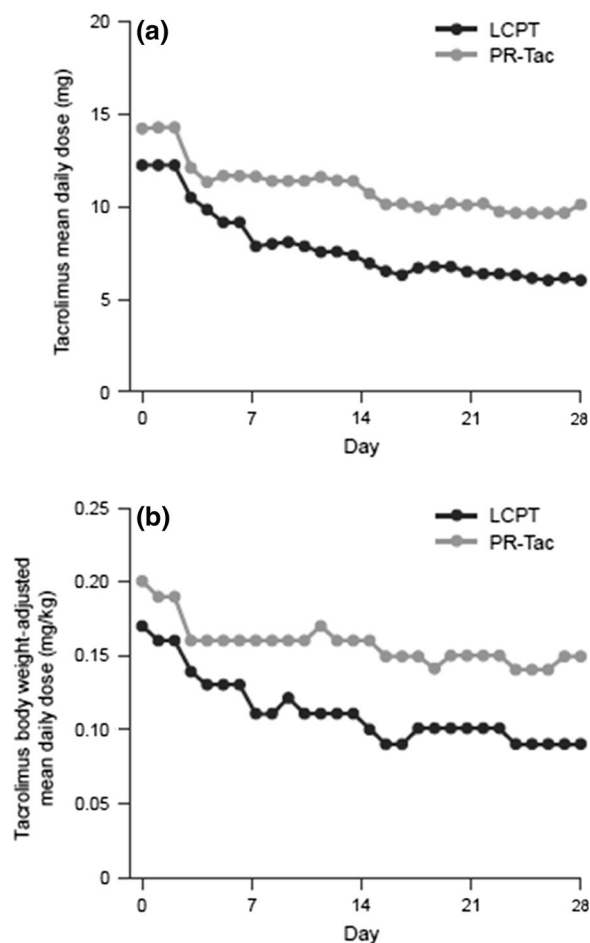 (a)
LCPT
PR-Tac
Tacrolimus mean daily dose (mg)
20
15
10
5
0
0 7 14 21 28
Day
(b)
LCPT
PR-Tac
Tacrolimus body weight-adjusted
mean daily dose (mg/kg)
0.25
0.20
0.15
0.10
0.05
0
0 7 14 21 28
Day